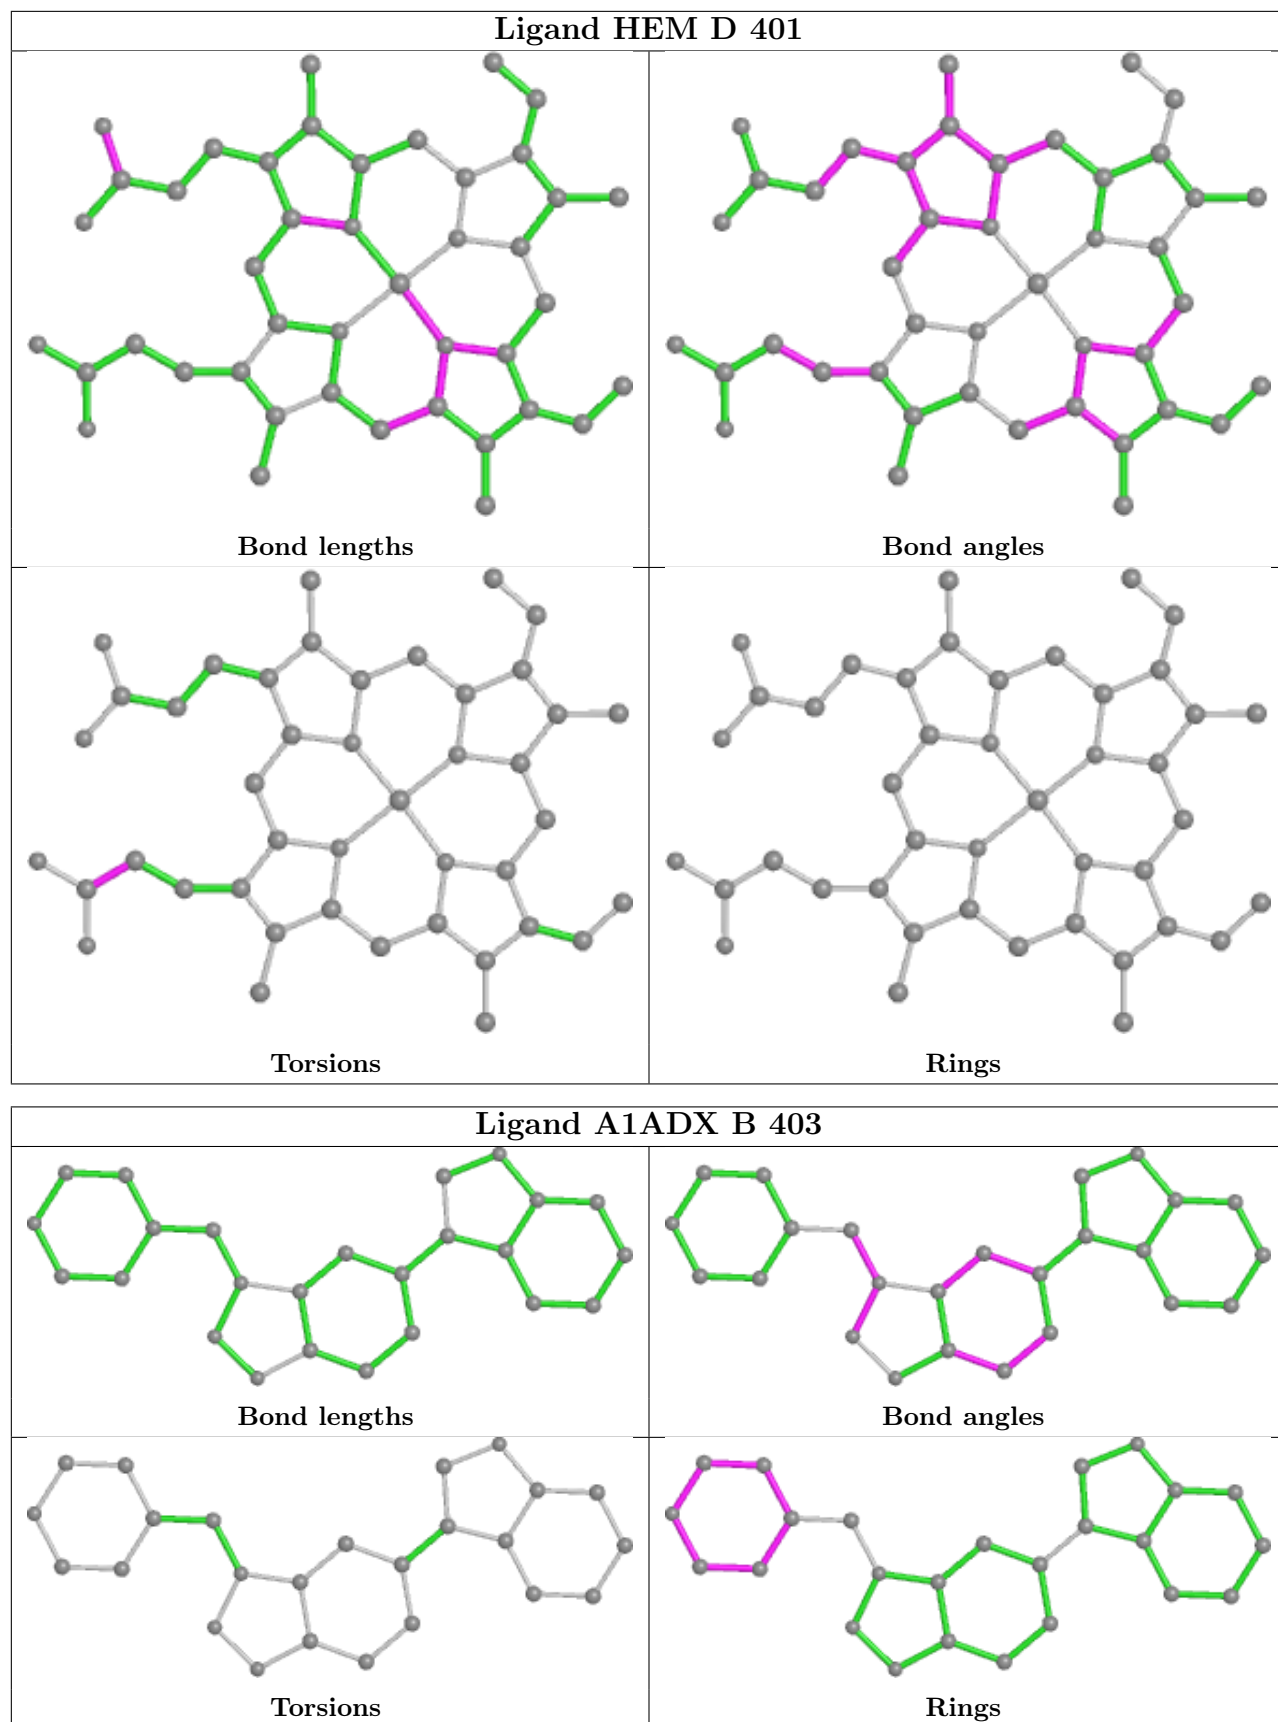 Ligand HEM D 401
Bond lengths
Bond angles
Torsions
Rings
Ligand A1ADX B 403
Bond lengths
Bond angles
Torsions
Rings